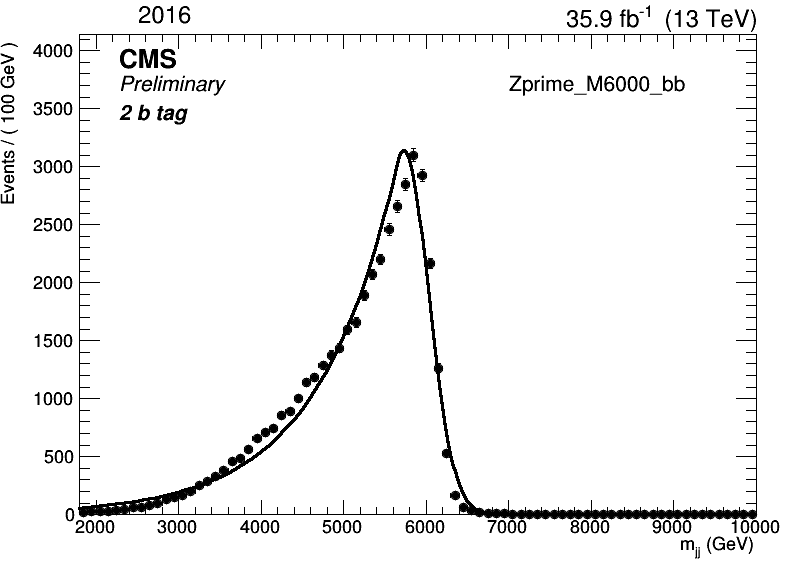 2016
35.9 fb-1 (13 TeV)
CMS
Preliminary
2 b tag
Zprime_M6000_bb
Events / ( 100 GeV )
4000
3500
3000
2500
2000
1500
1000
500
0
2000 3000 4000 5000 6000 7000 8000 9000 10000
mjj (GeV)